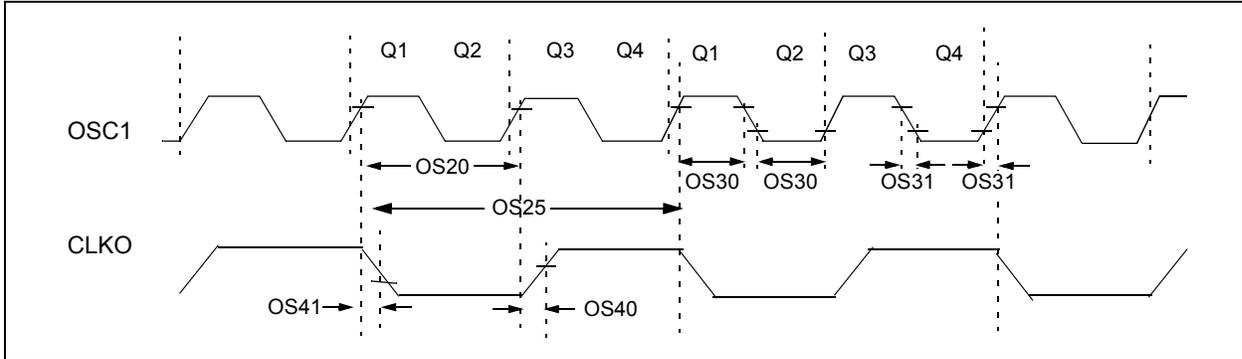 Q1 Q2 Q3 Q4 Q1 Q2 Q3 Q4
OSC1
OS20
OS30 OS30 OS31 OS31
OS25
CLKO
OS41 OS40